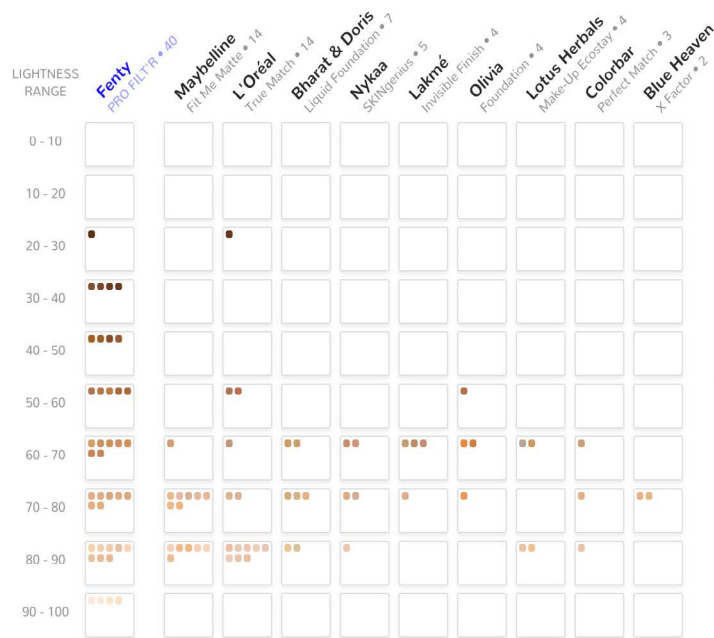 LIGHTNESS
RANGE
Fenty
PRO FILT'R • 40
Maybelline
Fit Me Matte • 14
L'Oréal
True Match • 14
Bharat & Doris
Liquid Foundation • 7
Nykaa
SKINgenius • 5
Lakmé
Invisible Finish • 4
Olivia
Foundation • 4
Lotus Herbals
Make-Up Ecostay • 4
Colorbar
Perfect Match • 3
Blue Heaven
X Factor • 2
0 - 10
10 - 20
20 - 30
30 - 40
40 - 50
50 - 60
60 - 70
70 - 80
80 - 90
90 - 100